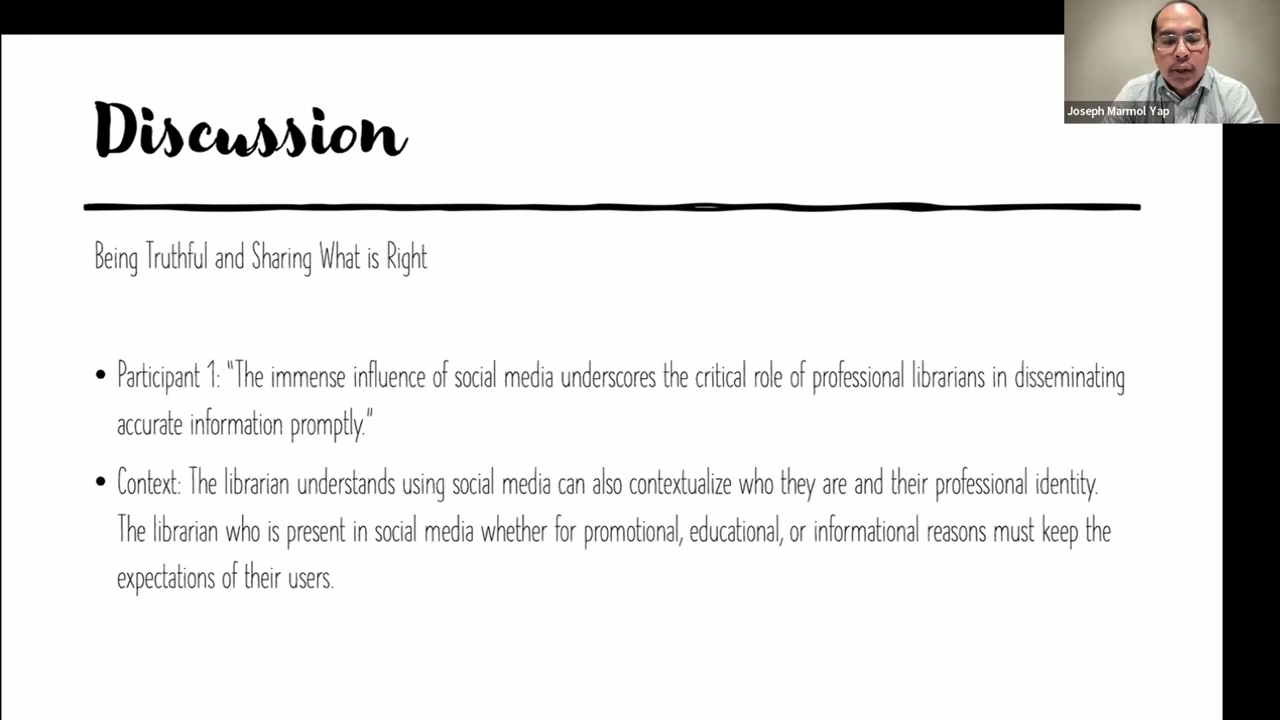 Joseph Marmol Yap
Discussion
Being Truthful and Sharing What is Right
• Participant 1: "The immense influence of social media underscores the critical role of professional librarians in disseminating
accurate information promptly."
• Context: The librarian understands using social media can also contextualize who they are and their professional identity.
The librarian who is present in social media whether for promotional, educational, or informational reasons must keep the
expectations of their users.